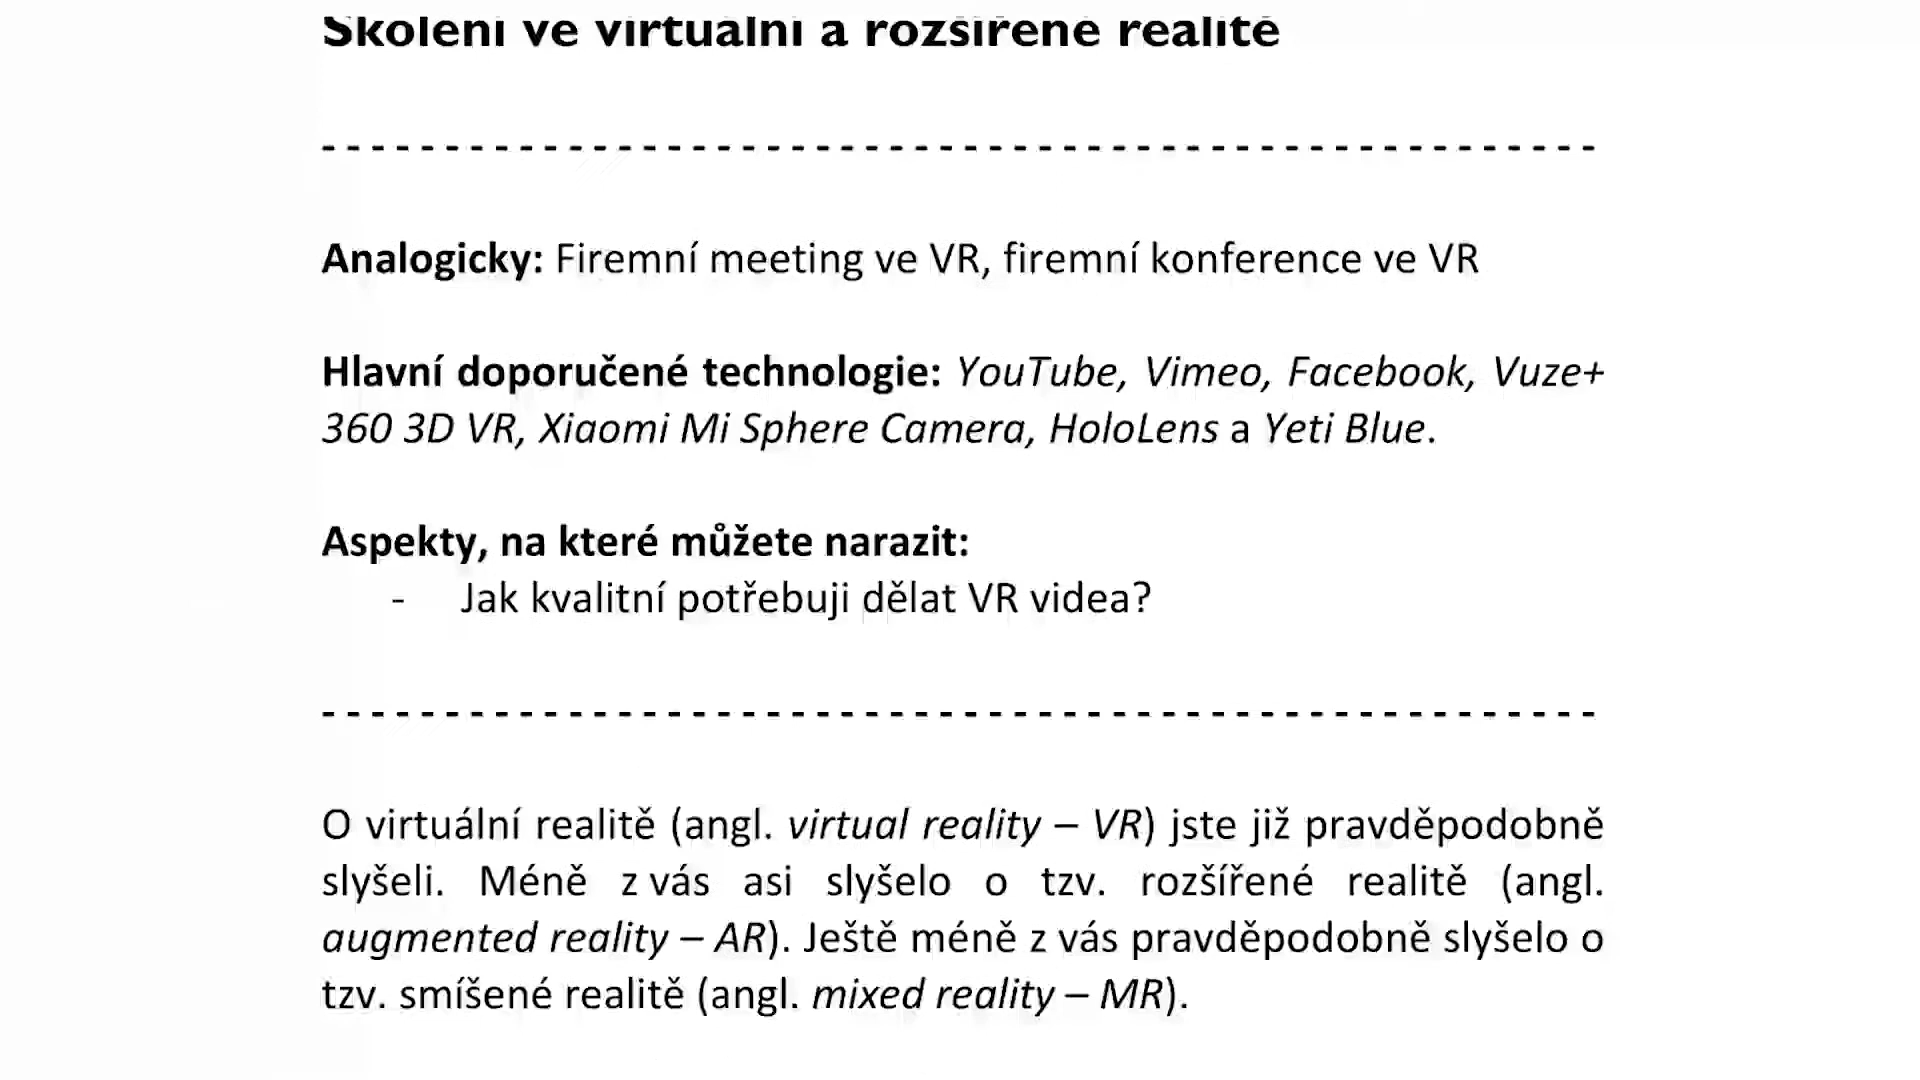 Školení ve virtuální a rozšířené realitě
- - - - - - - - - - - - - - - - - - - - - - - - - - - - - - - - - - - - - - - - - - - - - - - - - - - -
Analogicky: Firemní meeting ve VR, firemní konference ve VR
Hlavní doporučené technologie: YouTube, Vimeo, Facebook, Vuze+
360 3D VR, Xiaomi Mi Sphere Camera, HoloLens a Yeti Blue.
Aspekty, na které můžete narazit:
- Jak kvalitní potřebuji dělat VR videa?
- - - - - - - - - - - - - - - - - - - - - - - - - - - - - - - - - - - - - - - - - - - - - - - - - - - -
O virtuální realitě (angl. virtual reality – VR) jste již pravděpodobně
slyšeli. Méně z vás asi slyšelo o tzv. rozšířené realitě (angl.
augmented reality – AR). Ještě méně z vás pravděpodobně slyšelo o
tzv. smíšené realitě (angl. mixed reality – MR).